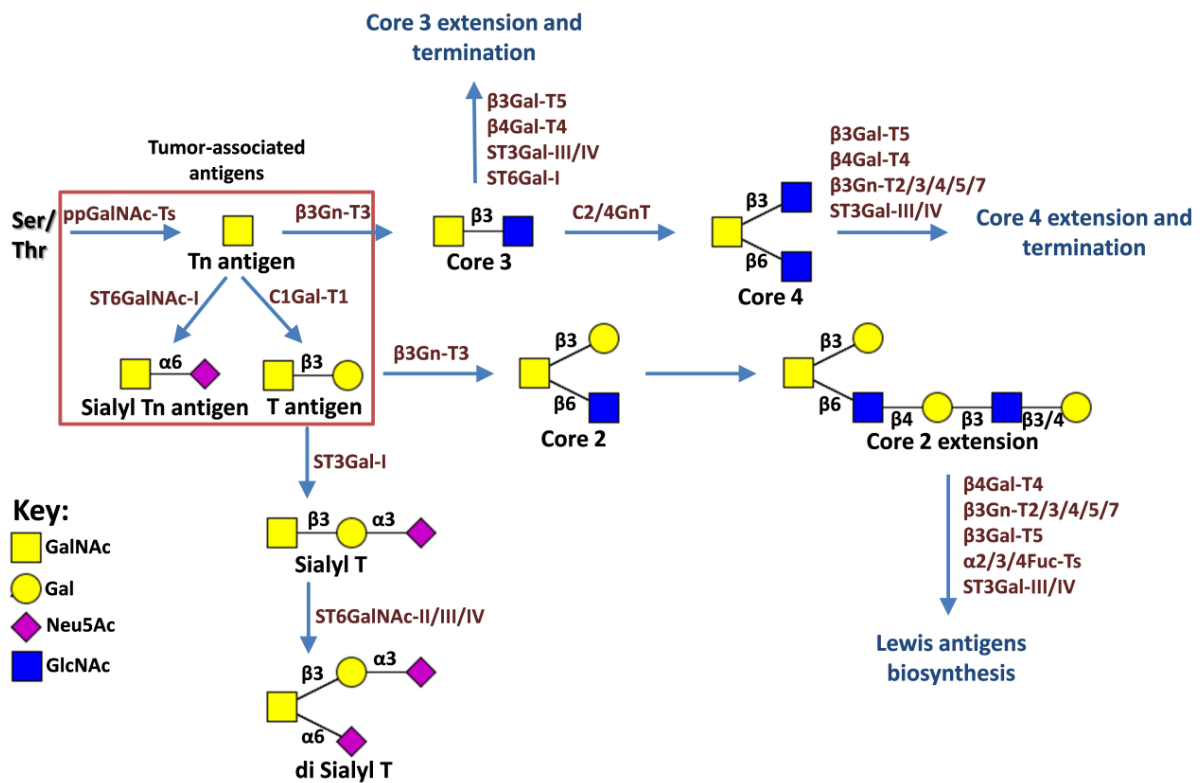 Core 3 extension and
termination
β3Gal-T5
β4Gal-T4
ST3Gal-III/IV
ST6Gal-I
Tumor-associated
antigens
Ser/
Thr
ppGalNAc-Ts
Tn antigen
β3Gn-T3
β3
Core 3
C2/4GnT
β3
β6
Core 4
β3Gal-T5
β4Gal-T4
β3Gn-T2/3/4/5/7
ST3Gal-III/IV
Core 4 extension and
termination
ST6GalNAc-I
C1Gal-T1
α6
Sialyl Tn antigen
β3
T antigen
β3Gn-T3
β3
β6
Core 2
β3
β6
β4
β3
β3/4
Core 2 extension
β4Gal-T4
β3Gn-T2/3/4/5/7
β3Gal-T5
α2/3/4Fuc-Ts
ST3Gal-III/IV
Lewis antigens
biosynthesis
ST3Gal-I
β3
α3
Sialyl T
ST6GalNAc-II/III/IV
β3
α3
α6
di Sialyl T
Key:
GalNAc
Gal
Neu5Ac
GlcNAc